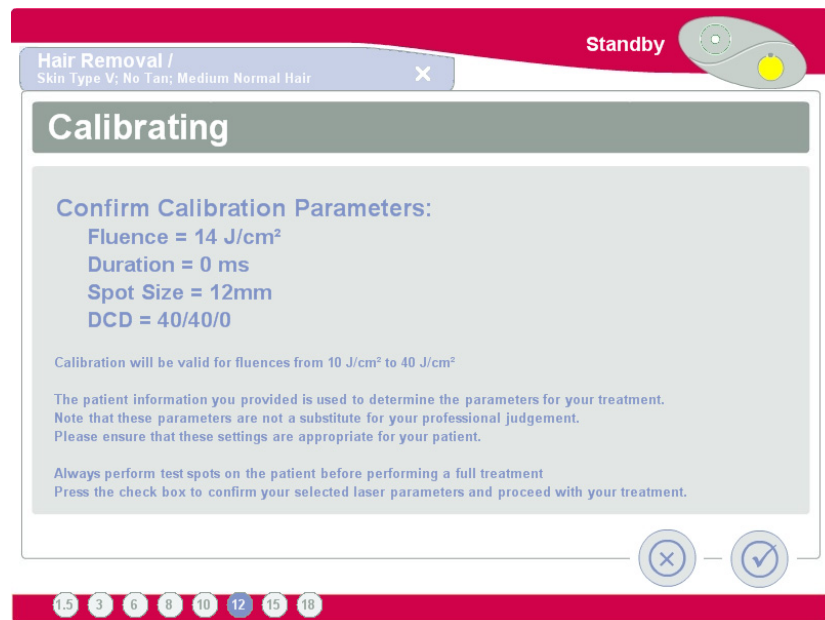 Standby
Hair Removal /
Skin Type V; No Tan; Medium Normal Hair
Calibrating
Confirm Calibration Parameters:
Fluence = 14 J/cm²
Duration = 0 ms
Spot Size = 12mm
DCD = 40/40/0
Calibration will be valid for fluences from 10 J/cm² to 40 J/cm²
The patient information you provided is used to determine the parameters for your treatment.
Note that these parameters are not a substitute for your professional judgement.
Please ensure that these settings are appropriate for your patient.
Always perform test spots on the patient before performing a full treatment
Press the check box to confirm your selected laser parameters and proceed with your treatment.
1.5 3 6 8 10 12 15 18